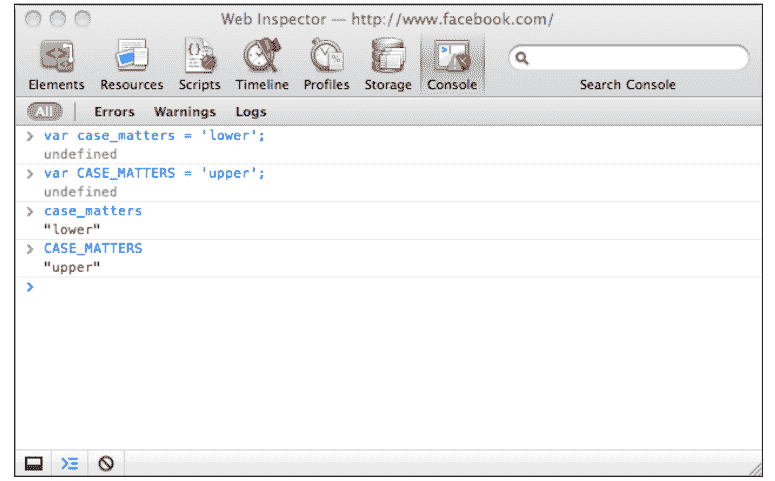 Web Inspector — http://www.facebook.com/
Elements Resources Scripts Timeline Profiles Storage Console Search Console
All Errors Warnings Logs
> var case_matters = 'lower';
undefined
> var CASE_MATTERS = 'upper';
undefined
> case_matters
"lower"
> CASE_MATTERS
"upper"
>